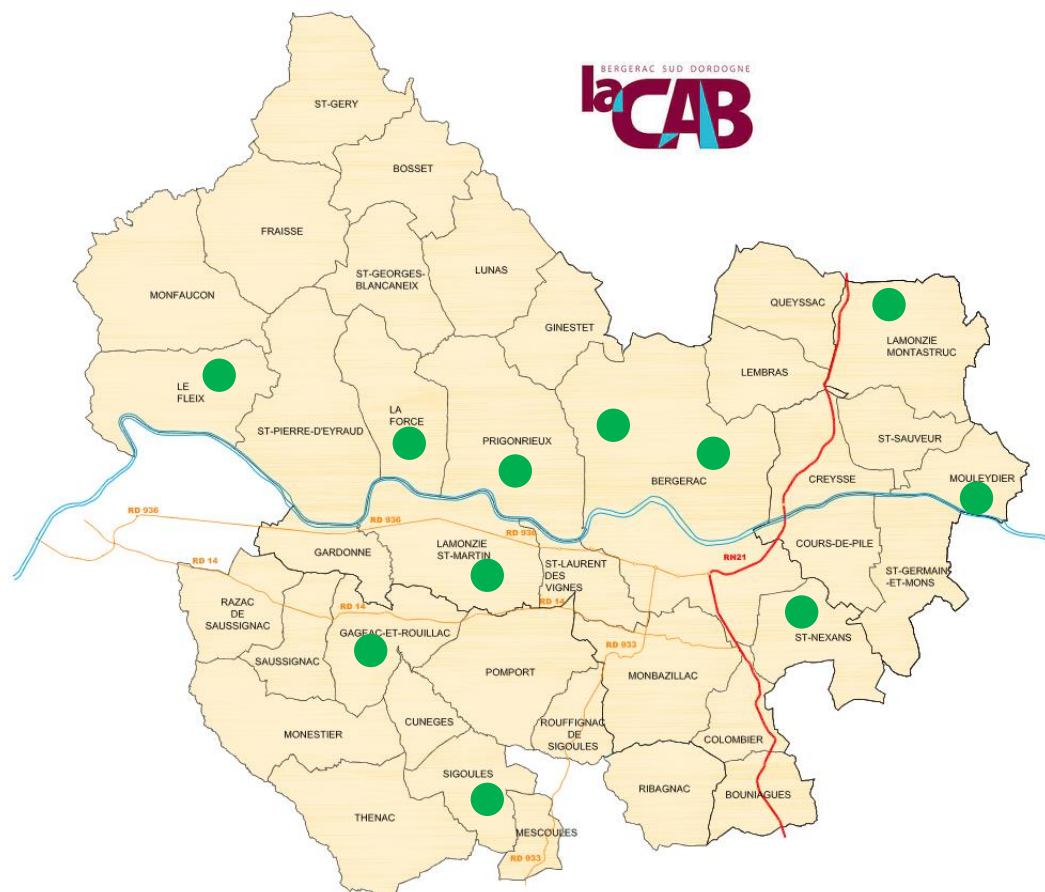 BERGERAC SUD DORDOGNE
la CAB
ST-GERY
BOSSET
FRAISSE
ST-GEORGES-
BLANCANEIX
LUNAS
MONFAUCON
QUEYSSAC
GINESTET
LAMONZIE
MONTASTRUC
LEMBRAS
LE
FLEIX
LA
FORCE
ST-PIERRE-D'EYRAUD
PRIGONRIEUX
ST-SAUVEUR
BERGERAC
CREYSSE
MOULEYDIER
RD 936
RD 936
RD 936
GARDONNE
LAMONZIE
ST-MARTIN
ST-LAURENT
DES
VIGNES
RN21
COURS-DE-PILE
ST-GERMAIN
-ET-MONS
RD 14
RAZAC
DE
SAUSSIGNAC
RD 14
RD 14
GAGEAC-ET-ROUILLAC
ST-NEXANS
RD 933
SAUSSIGNAC
POMPORT
MONBAZILLAC
CUNEGES
ROUFFIGNAC
DE
SIGOULES
MONESTIER
COLOMBIER
SIGOULES
RIBAGNAC
BOUNIAGUES
THENAC
MESCOULES
RD 933